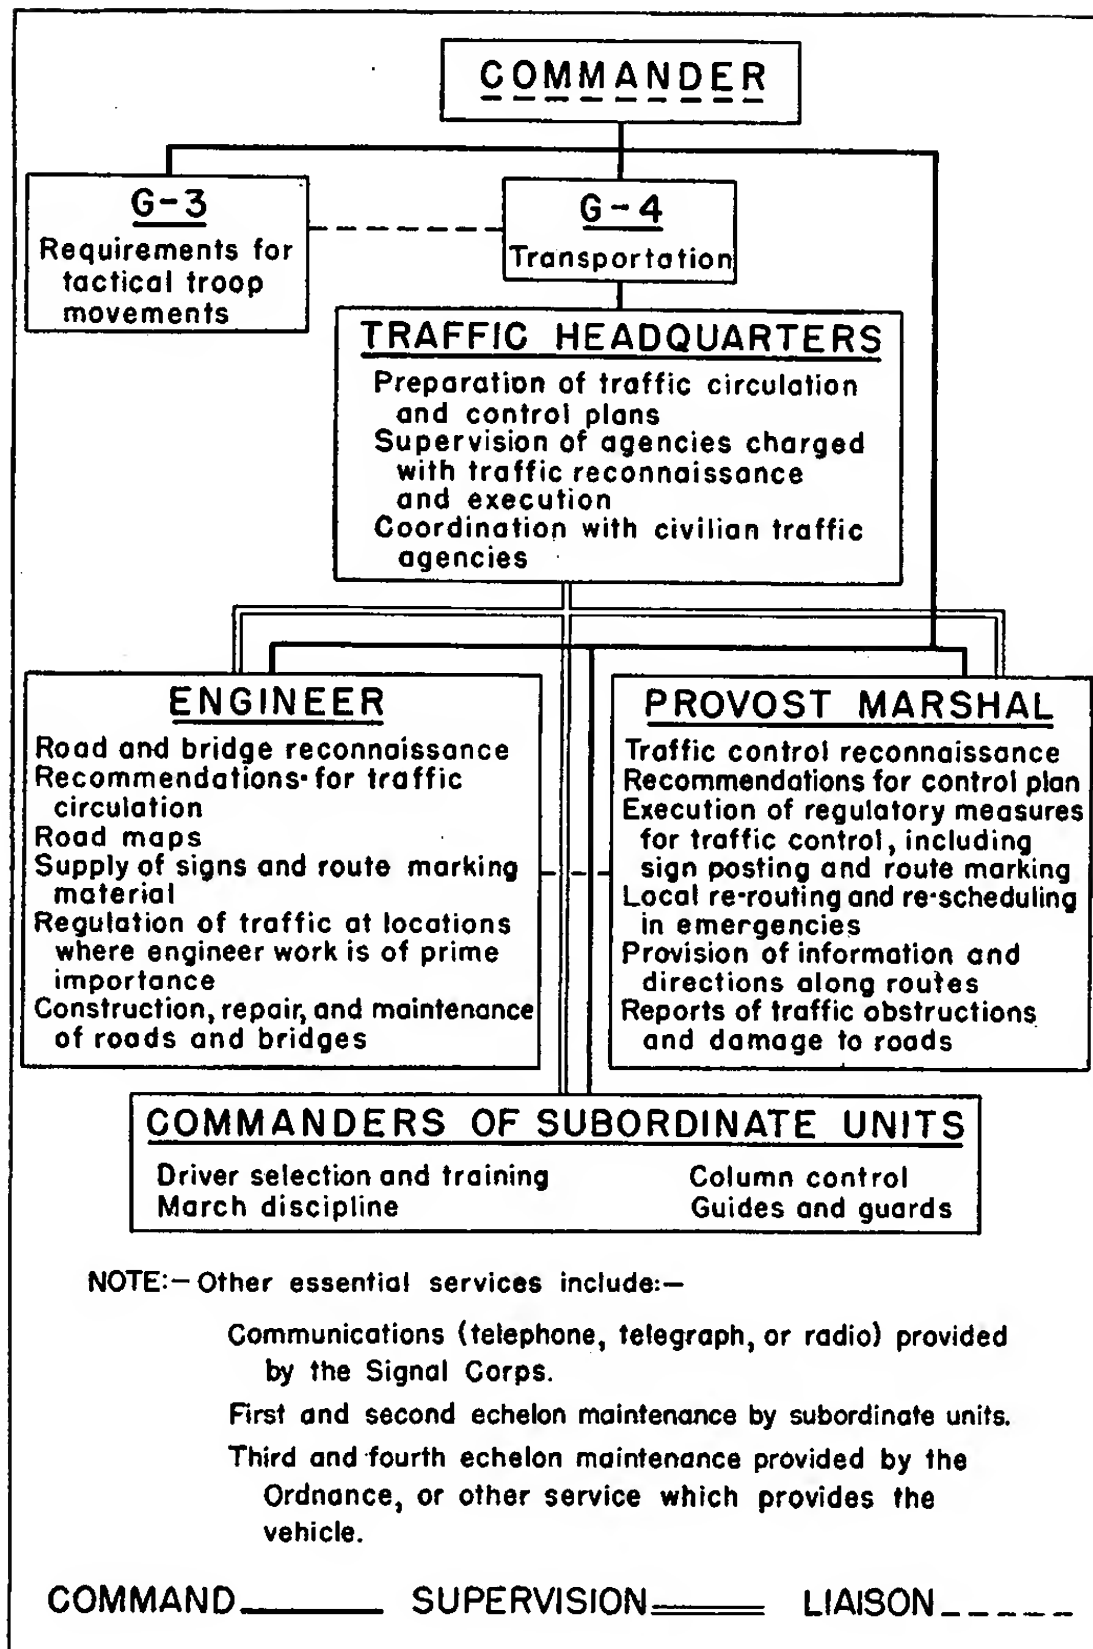 COMMANDER
G-3
Requirements for
tactical troop
movements
G-4
Transportation
TRAFFIC HEADQUARTERS
Preparation of traffic circulation
and control plans
Supervision of agencies charged
with traffic reconnaissance
and execution
Coordination with civilian traffic
agencies
ENGINEER
Road and bridge reconnaissance
Recommendations for traffic
circulation
Road maps
Supply of signs and route marking
material
Regulation of traffic at locations
where engineer work is of prime
importance
Construction, repair, and maintenance
of roads and bridges
PROVOST MARSHAL
Traffic control reconnaissance
Recommendations for control plan
Execution of regulatory measures
for traffic control, including
sign posting and route marking
Local re-routing and re-scheduling
in emergencies
Provision of information and
directions along routes
Reports of traffic obstructions
and damage to roads
COMMANDERS OF SUBORDINATE UNITS
Driver selection and training
March discipline
Column control
Guides and guards
NOTE:— Other essential services include:—
Communications (telephone, telegraph, or radio) provided
by the Signal Corps.
First and second echelon maintenance by subordinate units.
Third and fourth echelon maintenance provided by the
Ordnance, or other service which provides the
vehicle.
COMMAND SUPERVISION LIAISON